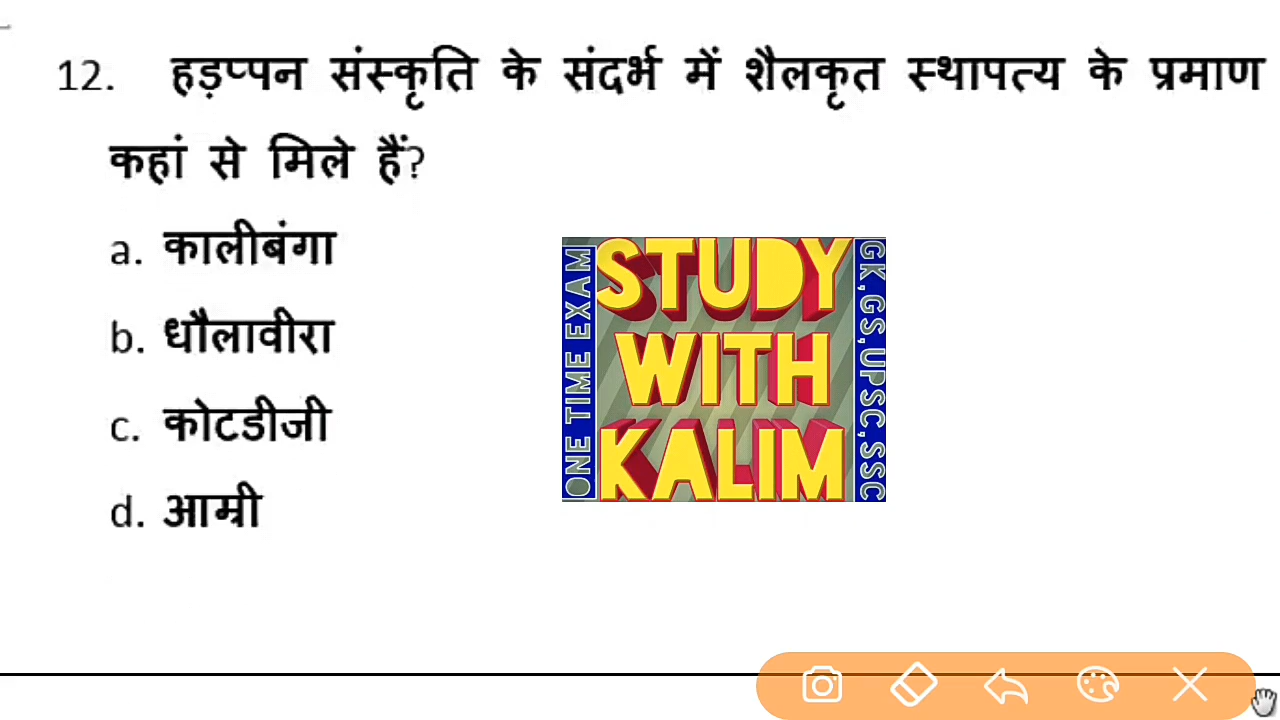 12. हड़प्पन संस्कृति के संदर्भ में शैलकृत स्थापत्य के प्रमाण
कहां से मिले हैं?
a. कालीबंगा
b. धौलावीरा
c. कोटडीजी
d. आम्री
ONE TIME EXAM
STUDY
WITH
KALIM
GK,GS,UPSC,SSC